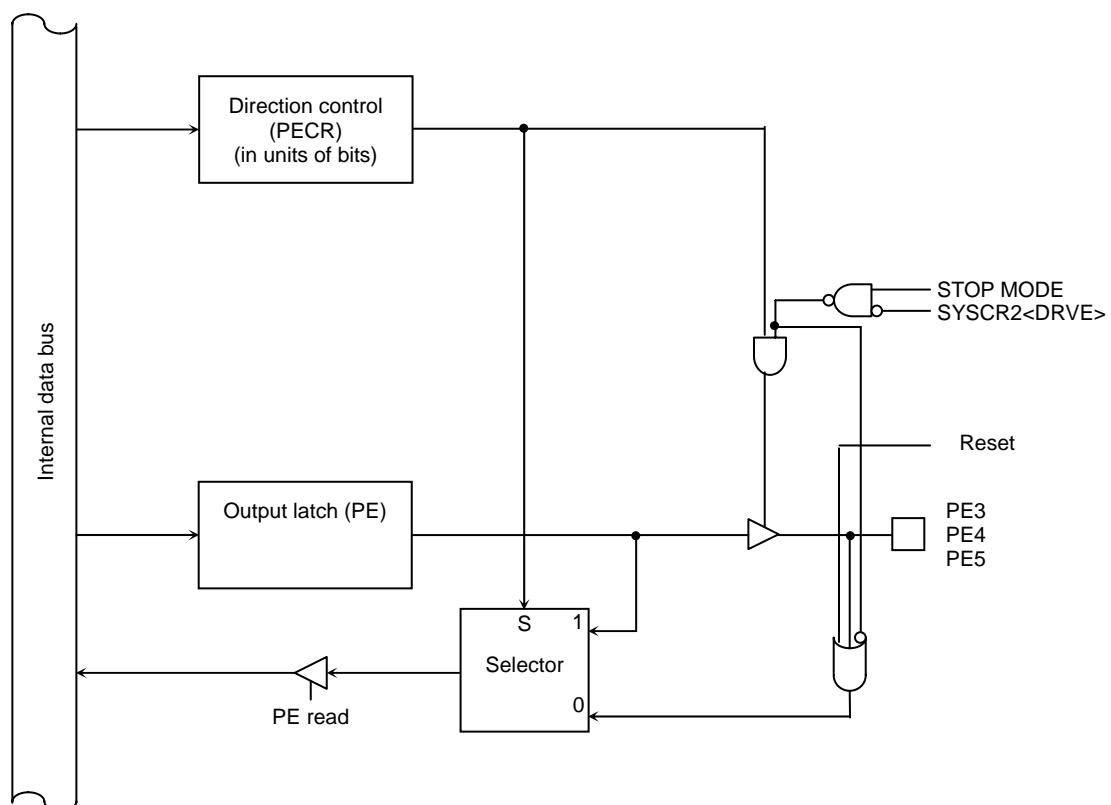 Direction control
(PECR)
(in units of bits)
STOP MODE
SYSCR2<DRVE>
Internal data bus
Reset
Output latch (PE)
PE3
PE4
PE5
S
1
Selector
0
PE read